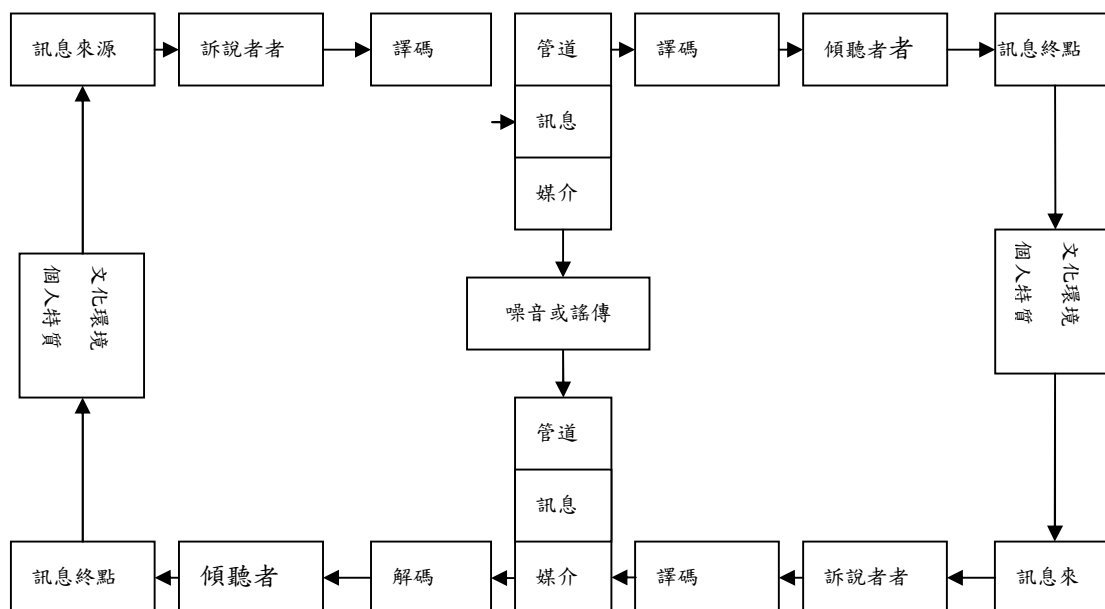 訊息來源
訴說者者
譯碼
管道
譯碼
傾聽者者
訊息終點
訊息
媒介
文化環境
個人特質
文化環境
個人特質
噪音或謠傳
管道
訊息
訊息終點
傾聽者
解碼
媒介
譯碼
訴說者者
訊息來